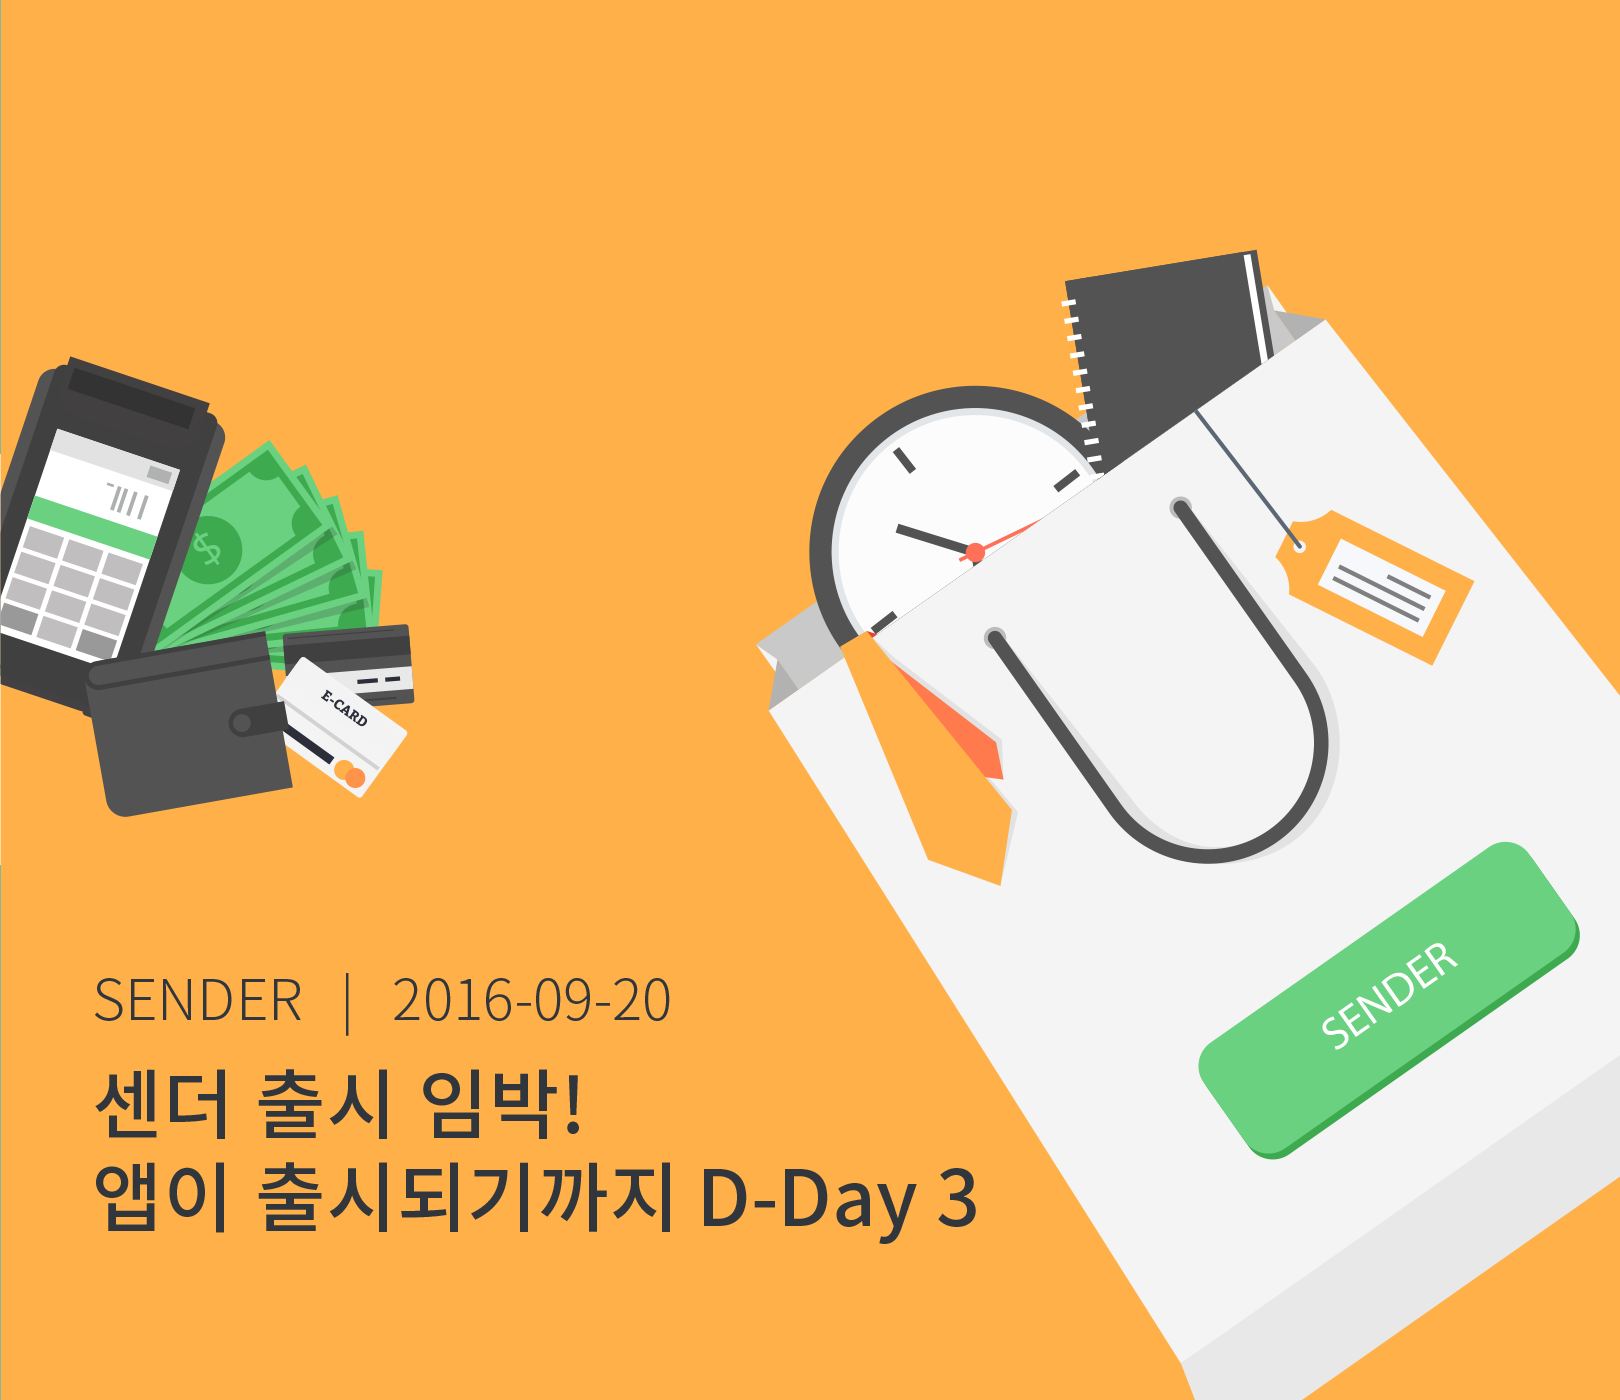 $
E-CARD
SENDER
SENDER | 2016-09-20
센더 출시 임박!
앱이 출시되기까지 D-Day 3